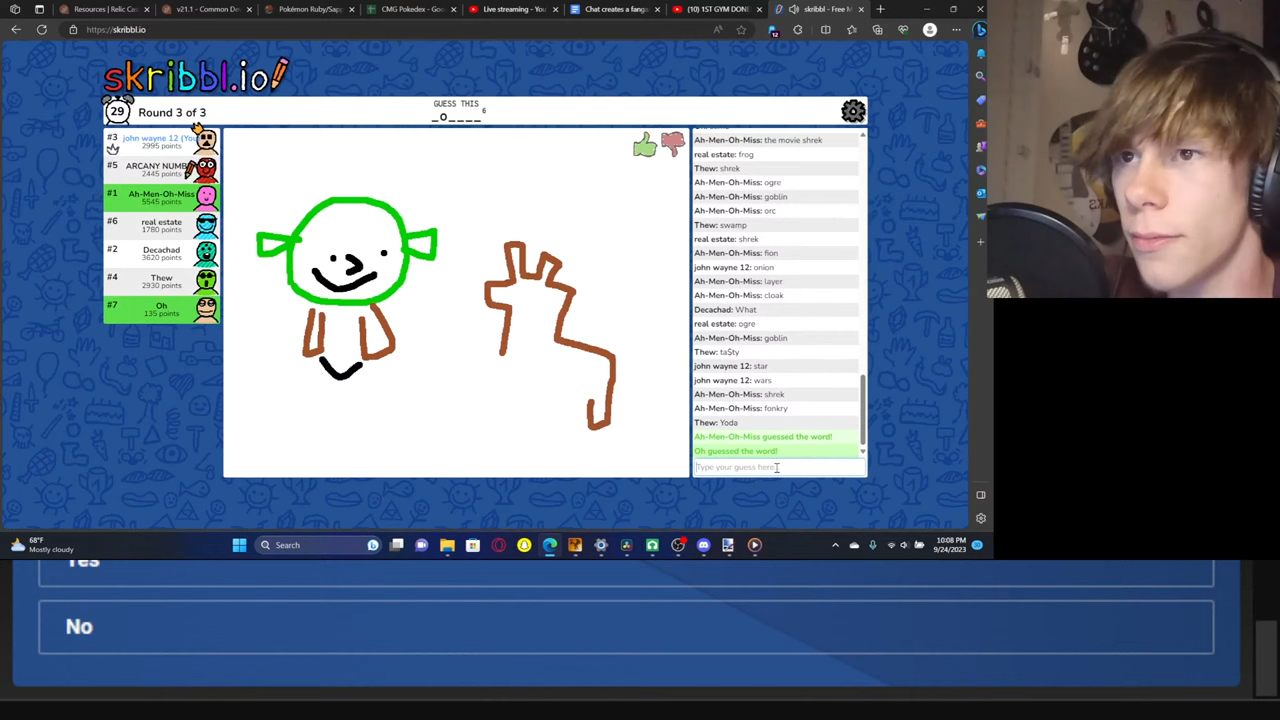 Resources | Relic Ca
v21.1 - Common De
Pokémon Ruby/Sapp
CMG Pokedex - Goo
Live streaming - You
Chat creates a fanga
(10) 1ST GYM DONE
skribbl - Free M
https://skribbl.io
skribbl.io
29
Round 3 of 3
GUESS THIS
_o____ 6
#3 john wayne 12 (You
2995 points
#5 ARCANY NUMB
2445 points
#1 Ah-Men-Oh-Miss
5545 points
#6 real estate
1780 points
#2 Decachad
3620 points
#4 Thew
2930 points
#7 Oh
135 points
Ah-Men-Oh-Miss: the movie shrek
real estate: frog
Thew: shrek
Ah-Men-Oh-Miss: ogre
Ah-Men-Oh-Miss: goblin
Ah-Men-Oh-Miss: orc
Thew: swamp
real estate: shrek
Ah-Men-Oh-Miss: fion
john wayne 12: onion
Ah-Men-Oh-Miss: layer
Ah-Men-Oh-Miss: cloak
Decachad: What
real estate: ogre
Ah-Men-Oh-Miss: goblin
Thew: ta$ty
john wayne 12: star
john wayne 12: wars
Ah-Men-Oh-Miss: shrek
Ah-Men-Oh-Miss: fonkry
Thew: Yoda
Ah-Men-Oh-Miss guessed the word!
Oh guessed the word!
Type your guess here...
68°F
Mostly cloudy
Search
10:08 PM
9/24/2023
Yes
No